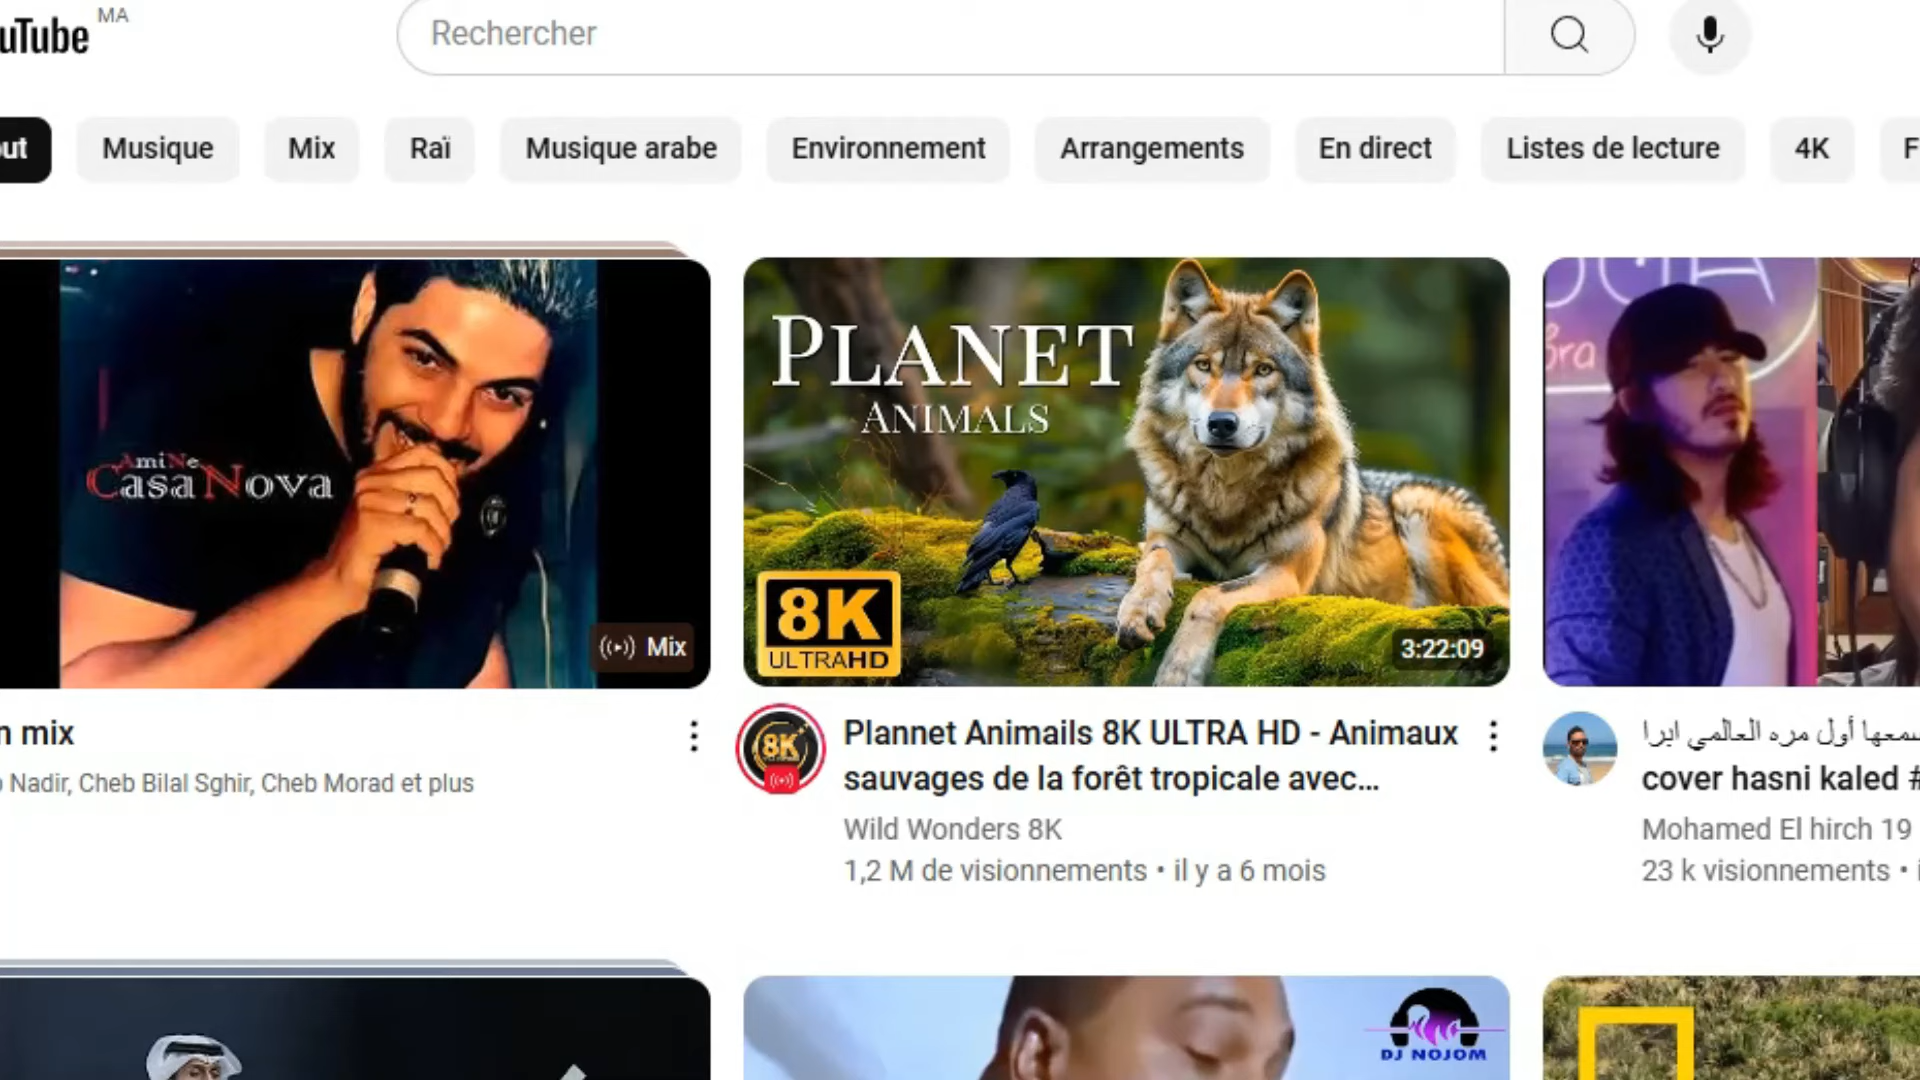 uTube MA
Rechercher
ut
Musique
Mix
Raï
Musique arabe
Environnement
Arrangements
En direct
Listes de lecture
4K
F
AmiNe
CasaNova
Mix
PLANET
ANIMALS
8K
ULTRAHD
3:22:09
n mix
Nadir, Cheb Bilal Sghir, Cheb Morad et plus
8K
Plannet Animails 8K ULTRA HD - Animaux
sauvages de la forêt tropicale avec...
Wild Wonders 8K
1,2 M de visionnements • il y a 6 mois
سمعها أول مره العالمي ابرا
cover hasni kaled #
Mohamed El hirch 19
23 k visionnements • i
DJ NOJOM